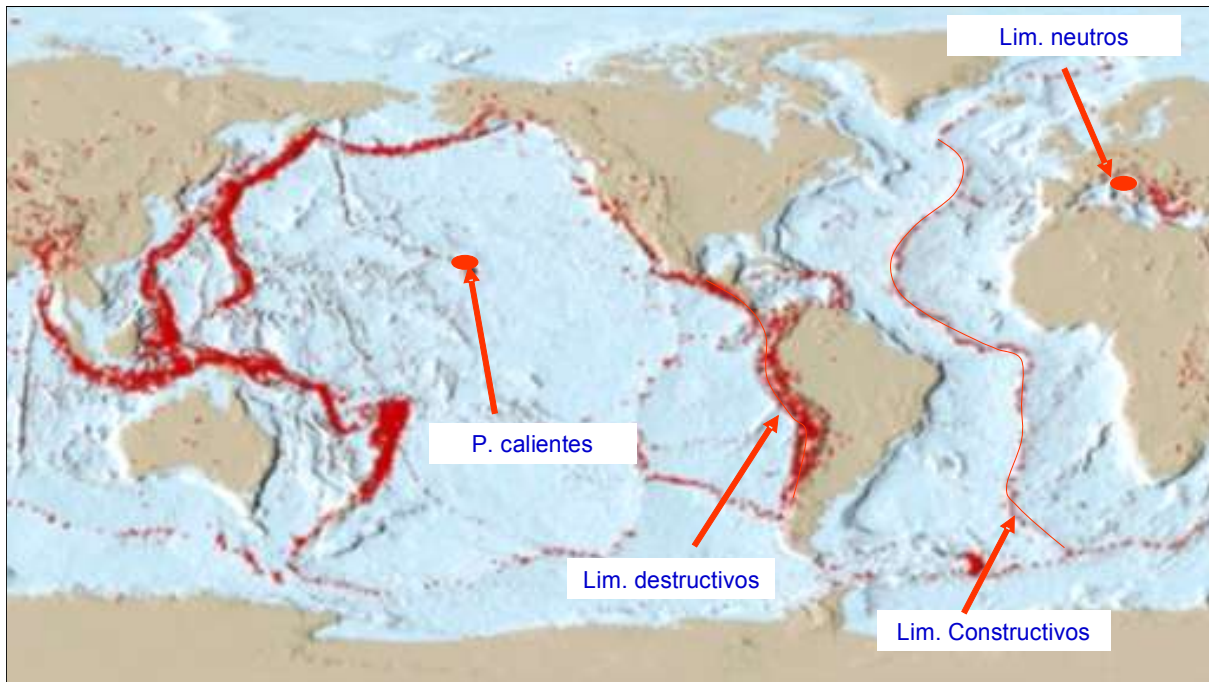 Lim. neutros
P. calientes
Lim. destructivos
Lim. Constructivos